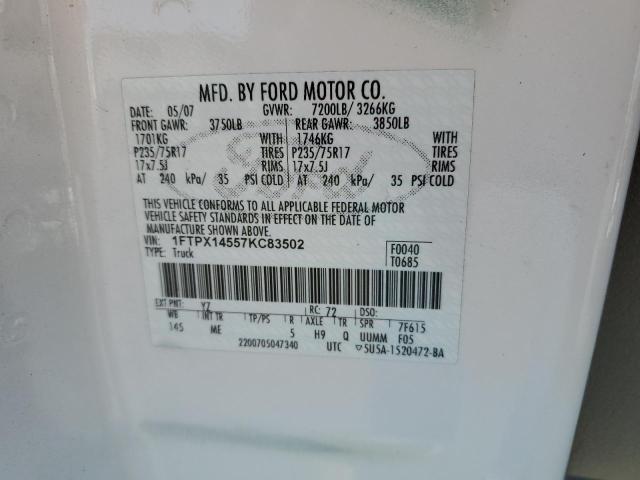 MFD. BY FORD MOTOR CO.
DATE: 05/07 GVWR: 7200LB/ 3266KG
FRONT GAWR: 3750LB REAR GAWR: 3850LB
1701KG WITH 1746KG WITH
P235/75R17 TIRES P235/75R17 TIRES
17x7.5J RIMS 17x7.5J RIMS
AT 240 kPa/ 35 PSI COLD AT 240 kPa/ 35 PSI COLD
THIS VEHICLE CONFORMS TO ALL APPLICABLE FEDERAL MOTOR
VEHICLE SAFETY STANDARDS IN EFFECT ON THE DATE OF
MANUFACTURE SHOWN ABOVE.
VIN: 1FTPX14557KC83502 F0040
TYPE: Truck T0685
EXT PNT: YZ RC: 72 DSO:
WB INT TR TP/PS R AXLE TR SPR 7F615
145 ME 5 H9 Q UUMM F05
2200705047340 UTC ▽5U5A-1520472-BA
Ford